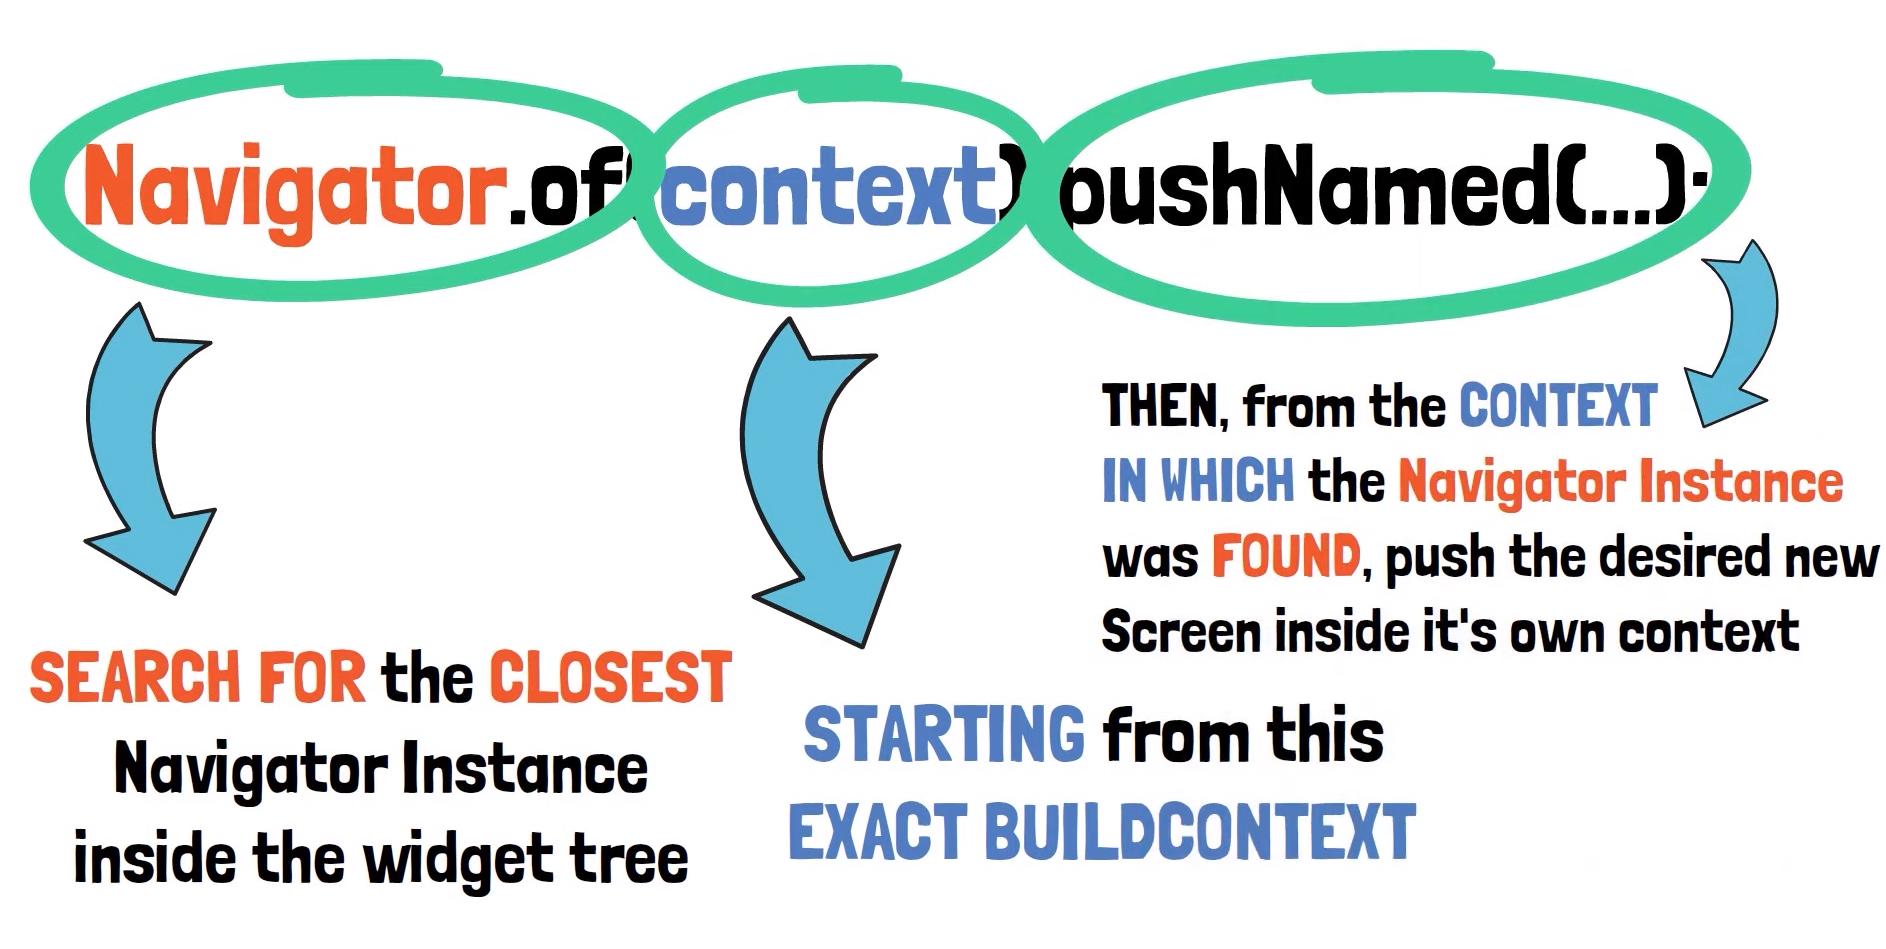 Navigator.of(context).pushNamed(...);
THEN, from the CONTEXT
IN WHICH the Navigator Instance
was FOUND, push the desired new
Screen inside it's own context
SEARCH FOR the CLOSEST
Navigator Instance
inside the widget tree
STARTING from this
EXACT BUILDCONTEXT